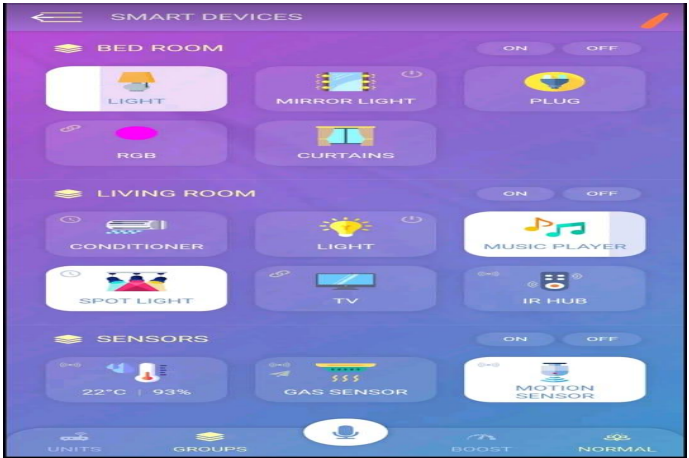 SMART DEVICES
BED ROOM
ON OFF
LIGHT
MIRROR LIGHT
PLUG
RGB
CURTAINS
LIVING ROOM
ON OFF
CONDITIONER
LIGHT
MUSIC PLAYER
SPOT LIGHT
TV
IR HUB
SENSORS
ON OFF
22°C | 93%
GAS SENSOR
MOTION
SENSOR
UNITS
GROUPS
BOOST
NORMAL